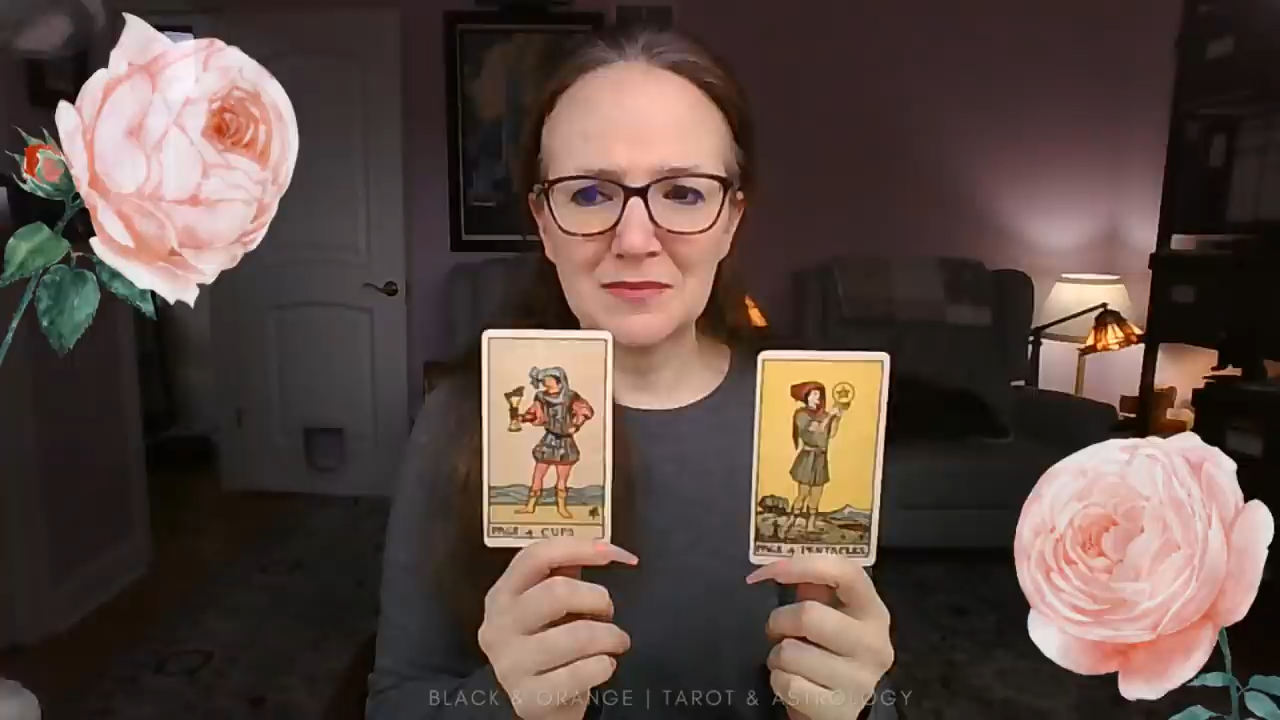 PAGE of CUPS
PAGE of PENTACLES
BLACK & ORANGE | TAROT & ASTROLOGY